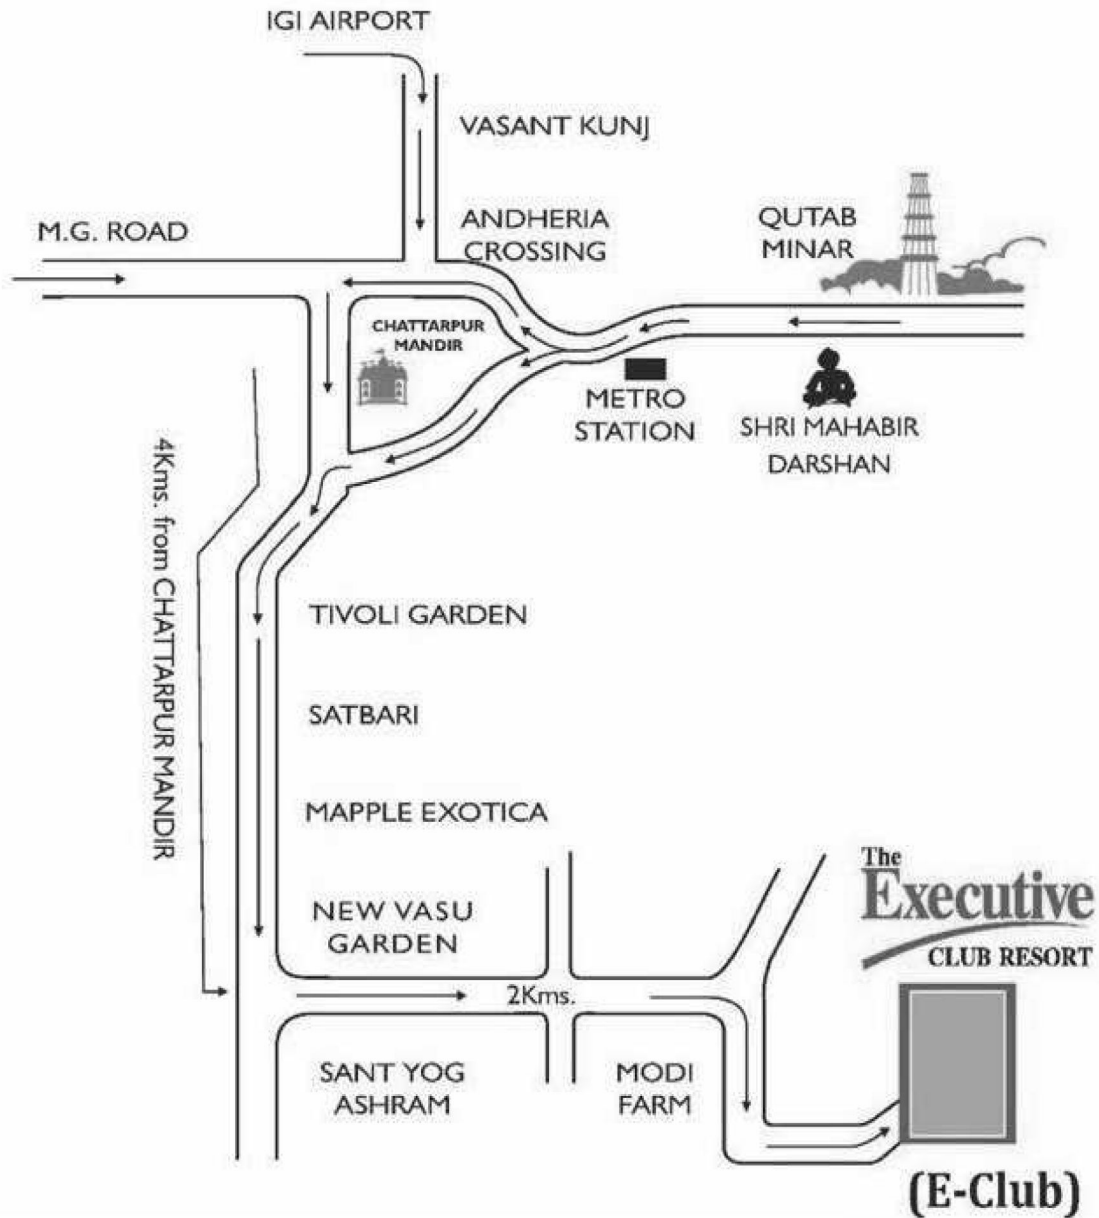 IGI AIRPORT
VASANT KUNJ
M.G. ROAD
ANDHERIA
CROSSING
QUTAB
MINAR
CHATTARPUR
MANDIR
METRO
STATION
SHRI MAHABIR
DARSHAN
4Kms. from CHATTARPUR MANDIR
TIVOLI GARDEN
SATBARI
MAPPLE EXOTICA
NEW VASU
GARDEN
The
Executive
CLUB RESORT
2Kms.
SANT YOG
ASHRAM
MODI
FARM
(E-Club)